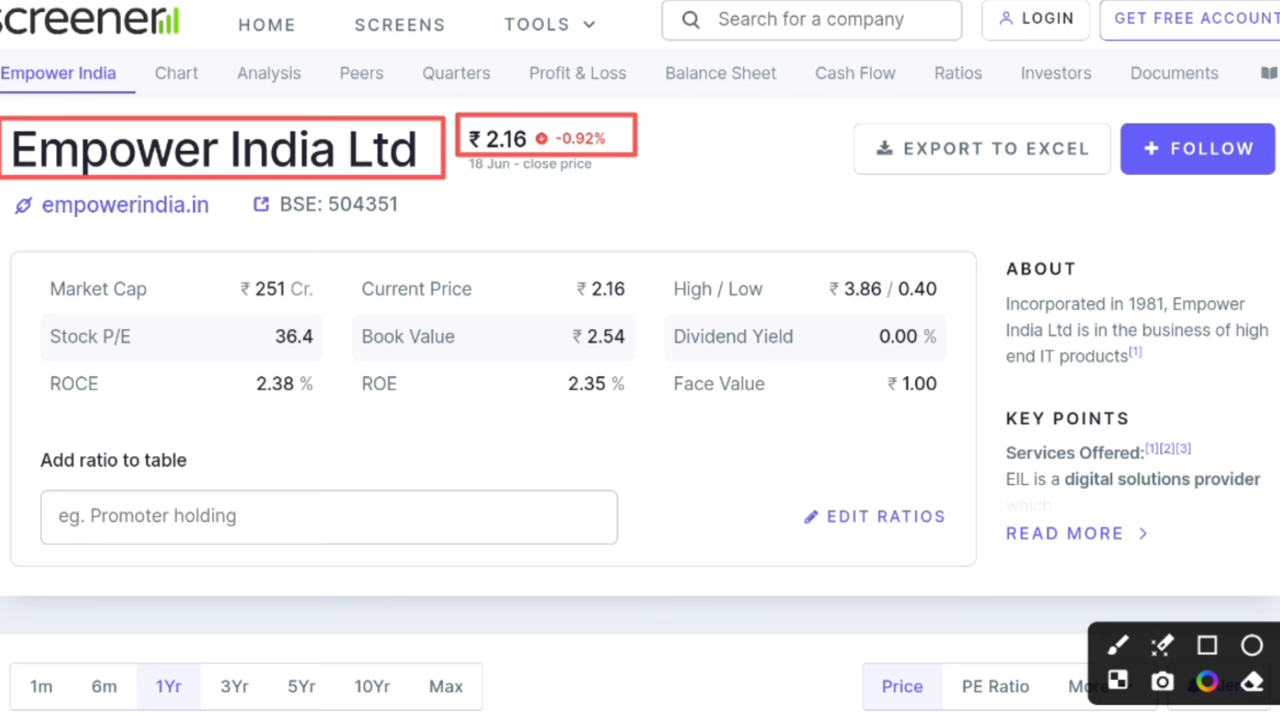 screener
HOME SCREENS TOOLS
Search for a company
LOGIN
GET FREE ACCOUNT
Empower India Chart Analysis Peers Quarters Profit & Loss Balance Sheet Cash Flow Ratios Investors Documents
Empower India Ltd
₹ 2.16 -0.92%
18 Jun - close price
EXPORT TO EXCEL
+ FOLLOW
empowerindia.in BSE: 504351
Market Cap ₹ 251 Cr. Current Price ₹ 2.16 High / Low ₹ 3.86 / 0.40
Stock P/E 36.4 Book Value ₹ 2.54 Dividend Yield 0.00 %
ROCE 2.38 % ROE 2.35 % Face Value ₹ 1.00
Add ratio to table
eg. Promoter holding
EDIT RATIOS
ABOUT
Incorporated in 1981, Empower
India Ltd is in the business of high
end IT products[1]
KEY POINTS
Services Offered:[1][2][3]
EIL is a digital solutions provider
which
READ MORE
1m 6m 1Yr 3Yr 5Yr 10Yr Max
Price PE Ratio